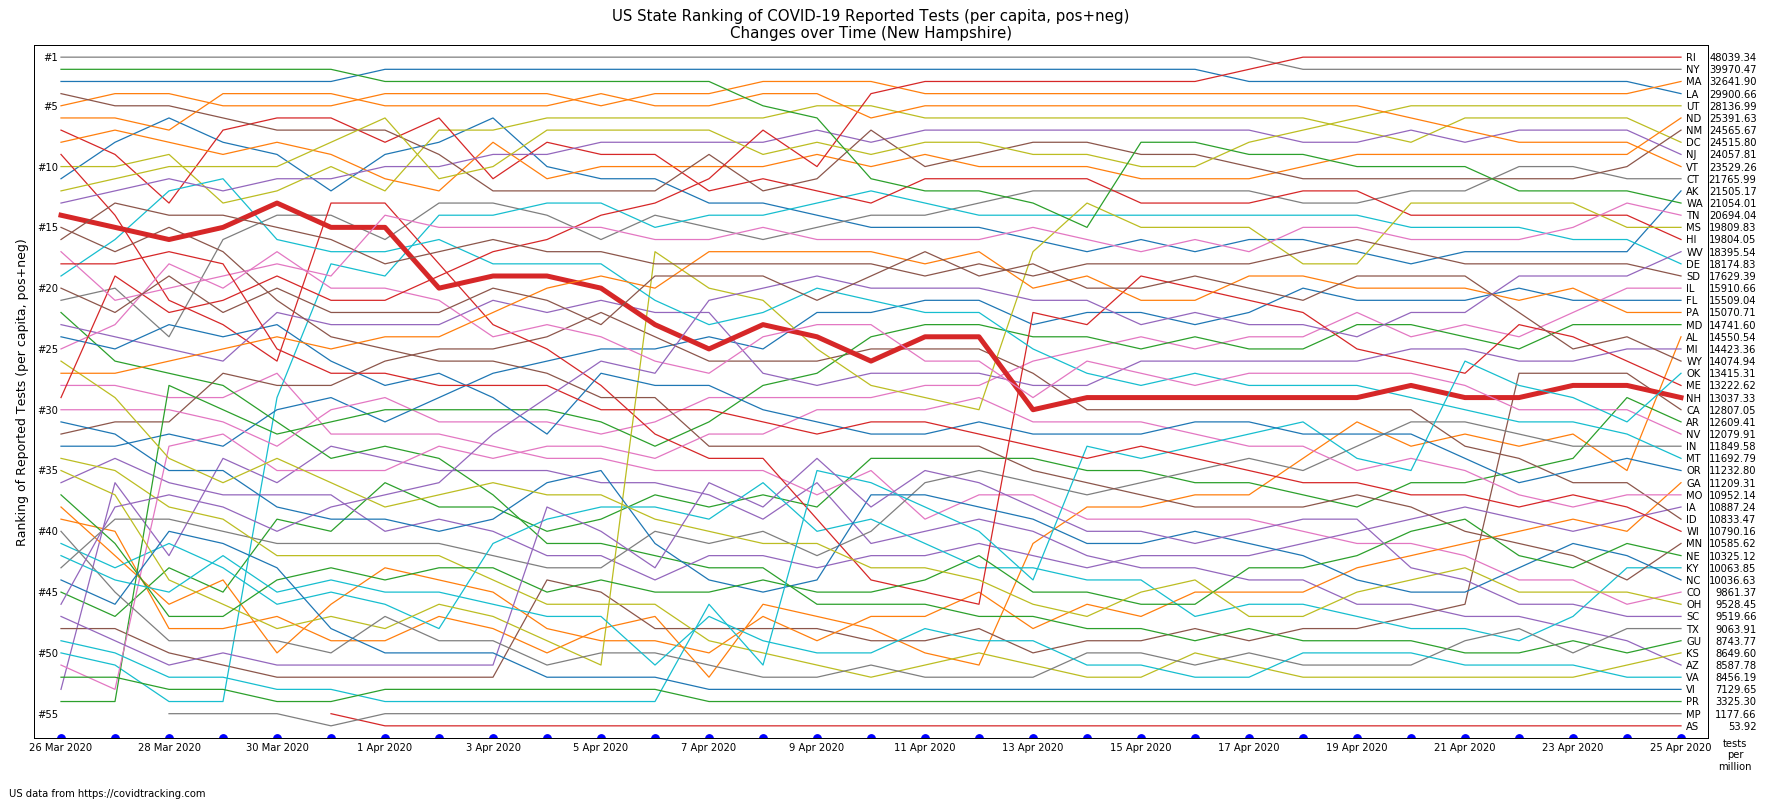 US State Ranking of COVID-19 Reported Tests (per capita, pos+neg)
Changes over Time (New Hampshire)
Ranking of Reported Tests (per capita, pos+neg)
#1
#5
#10
#15
#20
#25
#30
#35
#40
#45
#50
#55
RI 48039.34
NY 39970.47
MA 32641.90
LA 29900.66
UT 28136.99
ND 25391.63
NM 24565.67
DC 24515.80
NJ 24057.81
VT 23529.26
CT 21765.99
AK 21505.17
WA 21054.01
TN 20694.04
MS 19809.83
HI 19804.05
WV 18395.54
DE 18174.83
SD 17629.39
IL 15910.66
FL 15509.04
PA 15070.71
MD 14741.60
AL 14550.54
MI 14423.36
WY 14074.94
OK 13415.31
ME 13222.62
NH 13037.33
CA 12807.05
AR 12609.41
NV 12079.91
IN 11849.58
MT 11692.79
OR 11232.80
GA 11209.31
MO 10952.14
IA 10887.24
ID 10833.47
WI 10790.16
MN 10585.62
NE 10325.12
KY 10063.85
NC 10036.63
CO 9861.37
OH 9528.45
SC 9519.66
TX 9063.91
GU 8743.77
KS 8649.60
AZ 8587.78
VA 8456.19
VI 7129.65
PR 3325.30
MP 1177.66
AS 53.92
26 Mar 2020 28 Mar 2020 30 Mar 2020 1 Apr 2020 3 Apr 2020 5 Apr 2020 7 Apr 2020 9 Apr 2020 11 Apr 2020 13 Apr 2020 15 Apr 2020 17 Apr 2020 19 Apr 2020 21 Apr 2020 23 Apr 2020 25 Apr 2020
tests
per
million
US data from https://covidtracking.com